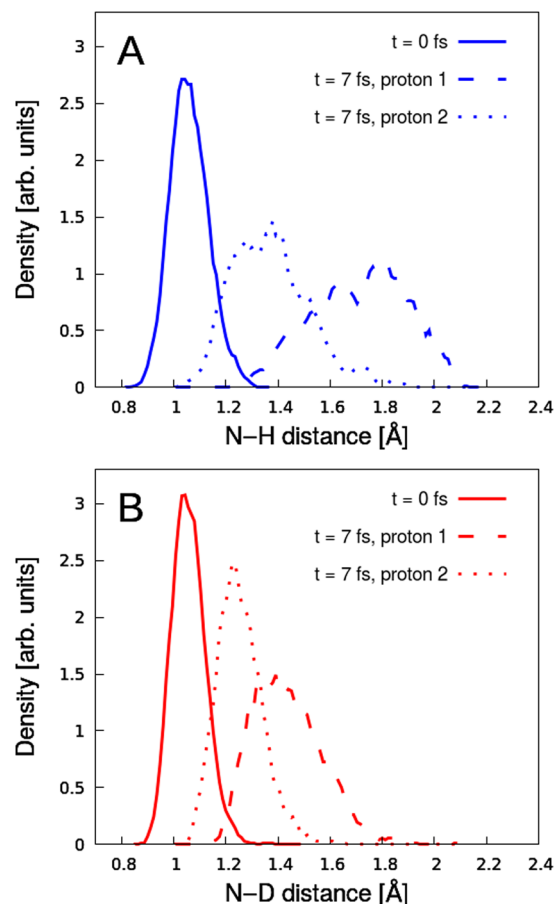 A
t = 0 fs
t = 7 fs, proton 1
t = 7 fs, proton 2
Density [arb. units]
3
2.5
2
1.5
1
0.5
0
0.8 1 1.2 1.4 1.6 1.8 2 2.2 2.4
N–H distance [Å]
B
t = 0 fs
t = 7 fs, proton 1
t = 7 fs, proton 2
Density [arb. units]
3
2.5
2
1.5
1
0.5
0
0.8 1 1.2 1.4 1.6 1.8 2 2.2 2.4
N–D distance [Å]